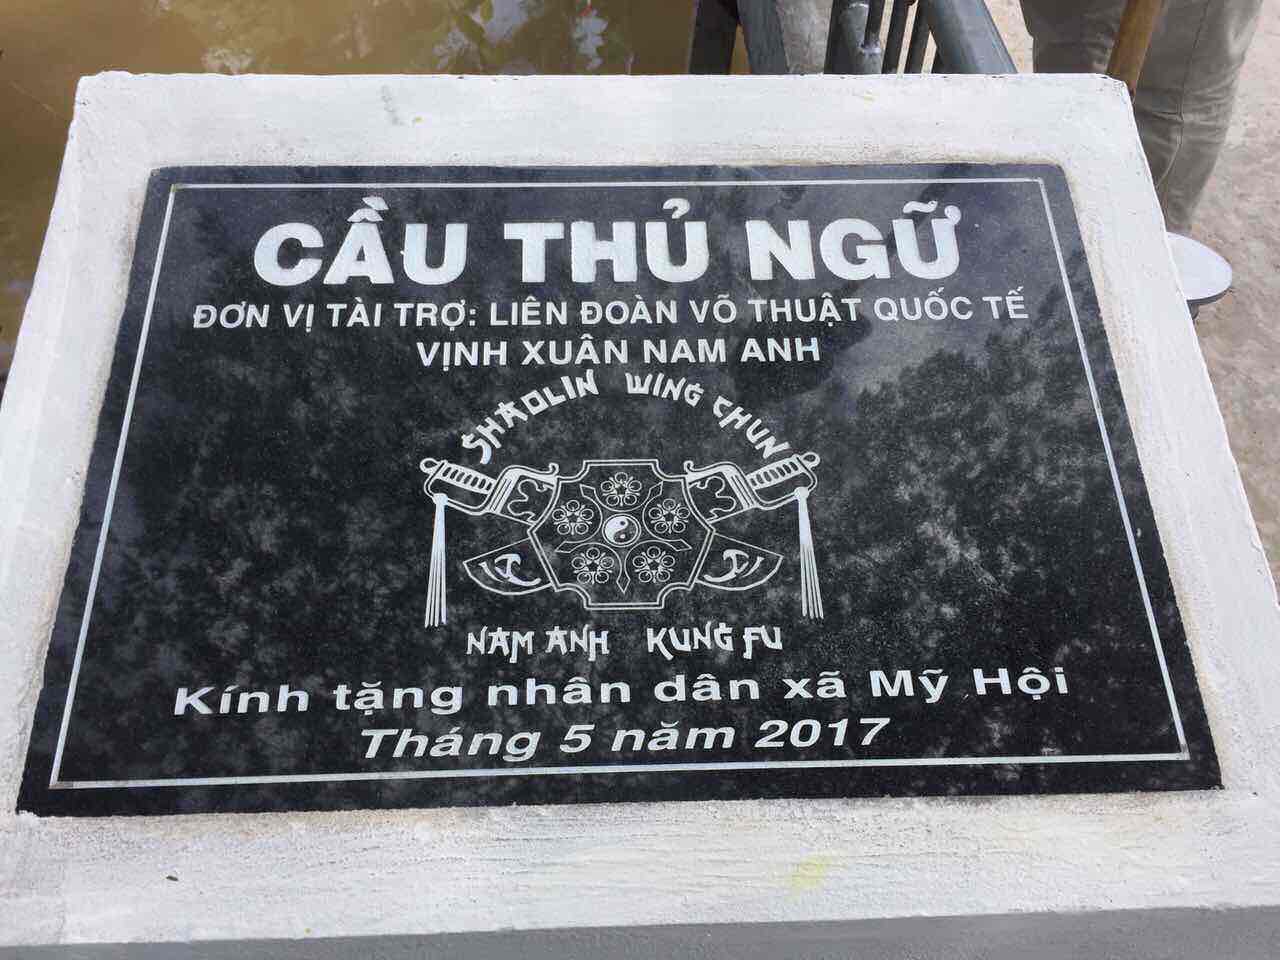 CẦU THỦ NGỮ
ĐƠN VỊ TÀI TRỢ: LIÊN ĐOÀN VÕ THUẬT QUỐC TẾ
VỊNH XUÂN NAM ANH
SHAOLIN WING CHUN
NAM ANH KUNG FU
Kính tặng nhân dân xã Mỹ Hội
Tháng 5 năm 2017